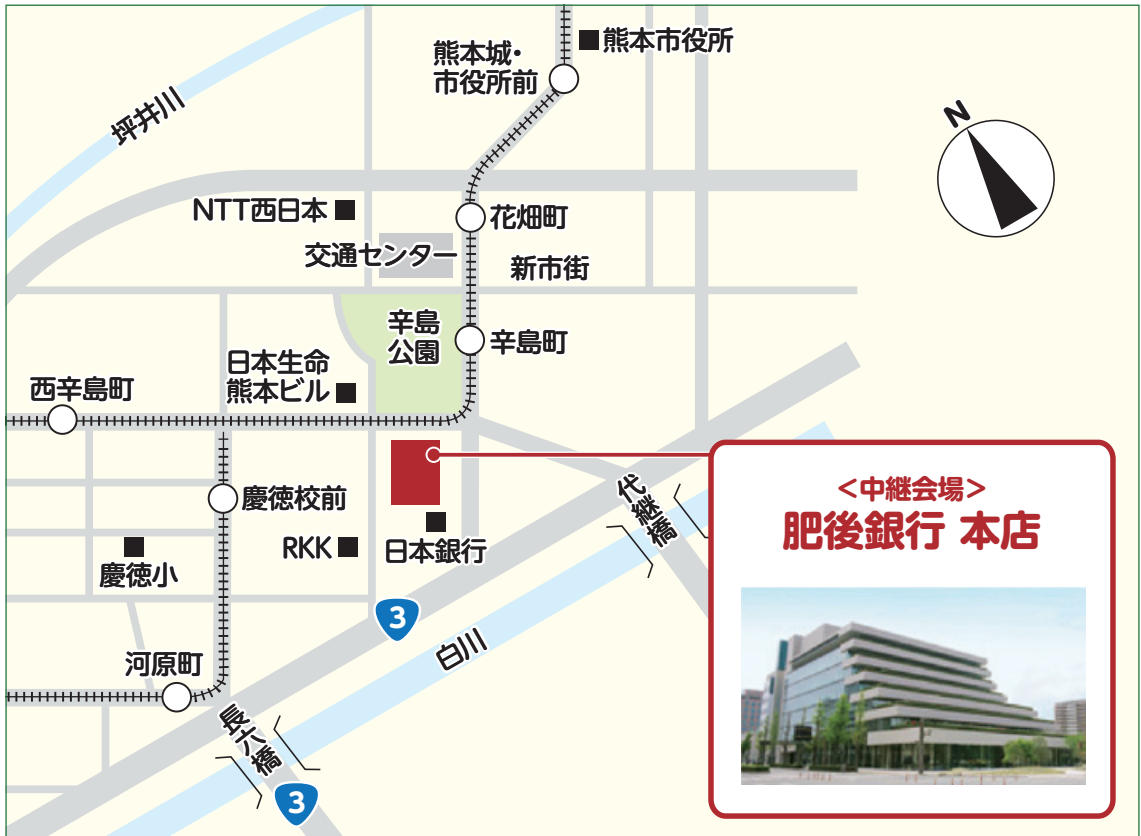 熊本市役所
熊本城・
市役所前
N
坪井川
NTT西日本
花畑町
交通センター
新市街
辛島
公園
辛島町
日本生命
熊本ビル
西辛島町
慶徳校前
代継橋
<中継会場>
肥後銀行 本店
RKK
日本銀行
慶徳小
3
白川
河原町
長六橋
3